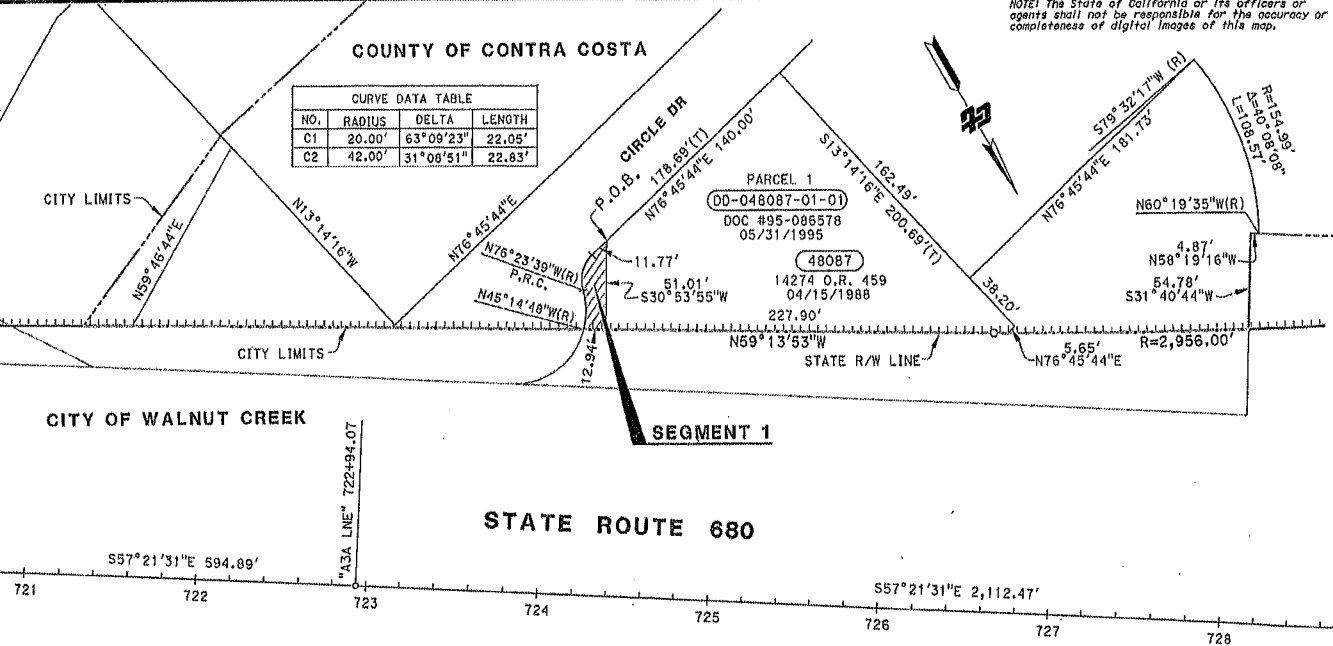 NOTE: The State of California or its officers or
agents shall not be responsible for the accuracy or
completeness of digital images of this map.
COUNTY OF CONTRA COSTA
CURVE DATA TABLE
NO. RADIUS DELTA LENGTH
C1 20.00' 63°09'23" 22.05'
C2 42.00' 31°08'51" 22.83'
CITY LIMITS
N59°46'44"E
N13°14'16"W
N76°45'44"E
P.O.B.
CIRCLE DR
178.69'(T)
N76°45'44"E 140.00'
N76°23'39"W(R)
P.R.C.
N45°14'48"W(R)
11.77'
51.01'
S30°53'55"W
PARCEL 1
DD-048087-01-01
DOC #95-086578
05/31/1995
48087
14274 O.R. 459
04/15/1988
227.90'
N59°13'53"W
162.49'
S13°14'16"E 200.69'(T)
38.20'
S79°32'17"W (R)
N76°45'44"E 181.73'
R=154.99'
Δ=40°08'08"
L=108.57'
N60°19'35"W(R)
4.87'
N58°19'16"W
54.78'
S31°40'44"W
CITY LIMITS
12.94'
STATE R/W LINE
5.65'
N76°45'44"E
R=2,956.00'
CITY OF WALNUT CREEK
SEGMENT 1
"A3A LNE" 722+94.07
STATE ROUTE 680
S57°21'31"E 594.89'
S57°21'31"E 2,112.47'
721 722 723 724 725 726 727 728